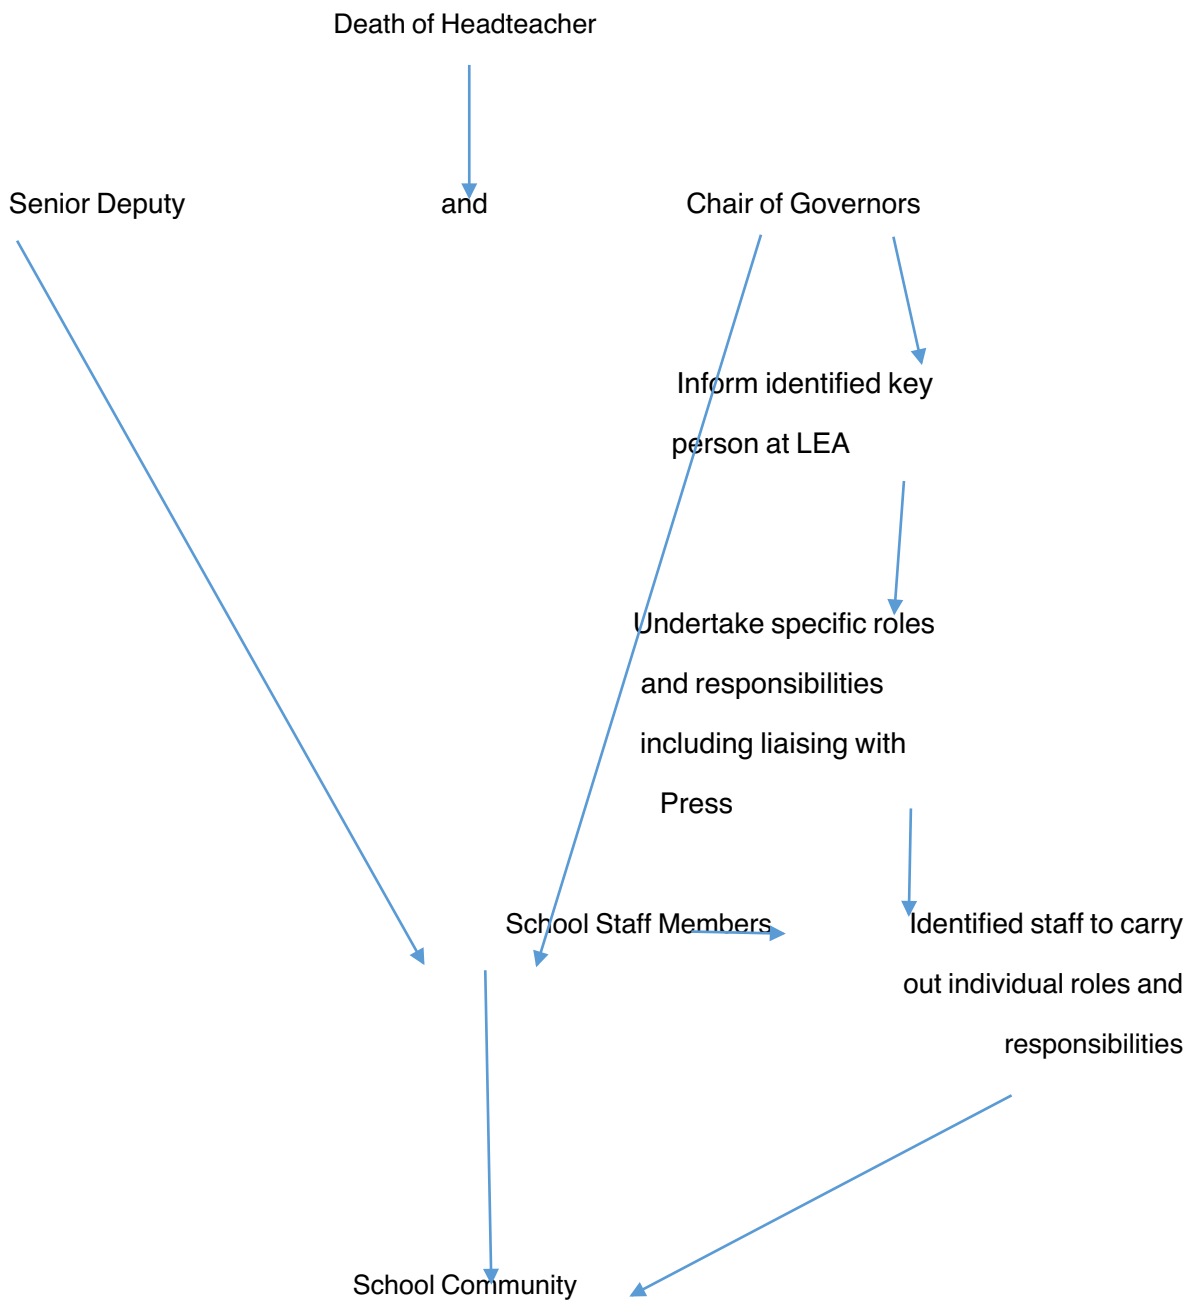 Death of Headteacher
Senior Deputy and Chair of Governors
Inform identified key
person at LEA
Undertake specific roles
and responsibilities
including liaising with
Press
School Staff Members Identified staff to carry
out individual roles and
responsibilities
School Community